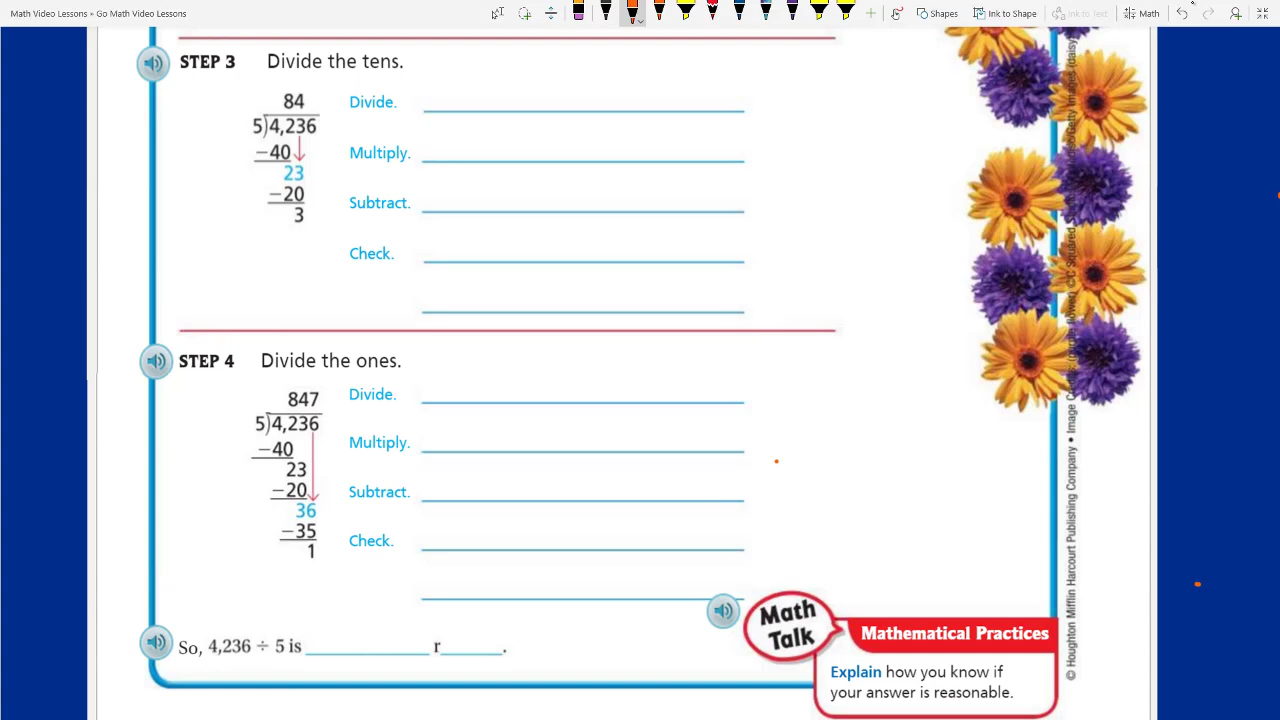 Math Video Lessons » Go Math Video Lessons
Shapes
Ink to Shape
Ink to Text
Math
STEP 3 Divide the tens.
84
5)4,236
−40
23
−20
3
Divide.
Multiply.
Subtract.
Check.
STEP 4 Divide the ones.
847
5)4,236
−40
23
−20
36
−35
1
Divide.
Multiply.
Subtract.
Check.
So, 4,236 ÷ 5 is ____________ r______.
Math
Talk
Mathematical Practices
Explain how you know if
your answer is reasonable.
© Houghton Mifflin Harcourt Publishing Company • Image